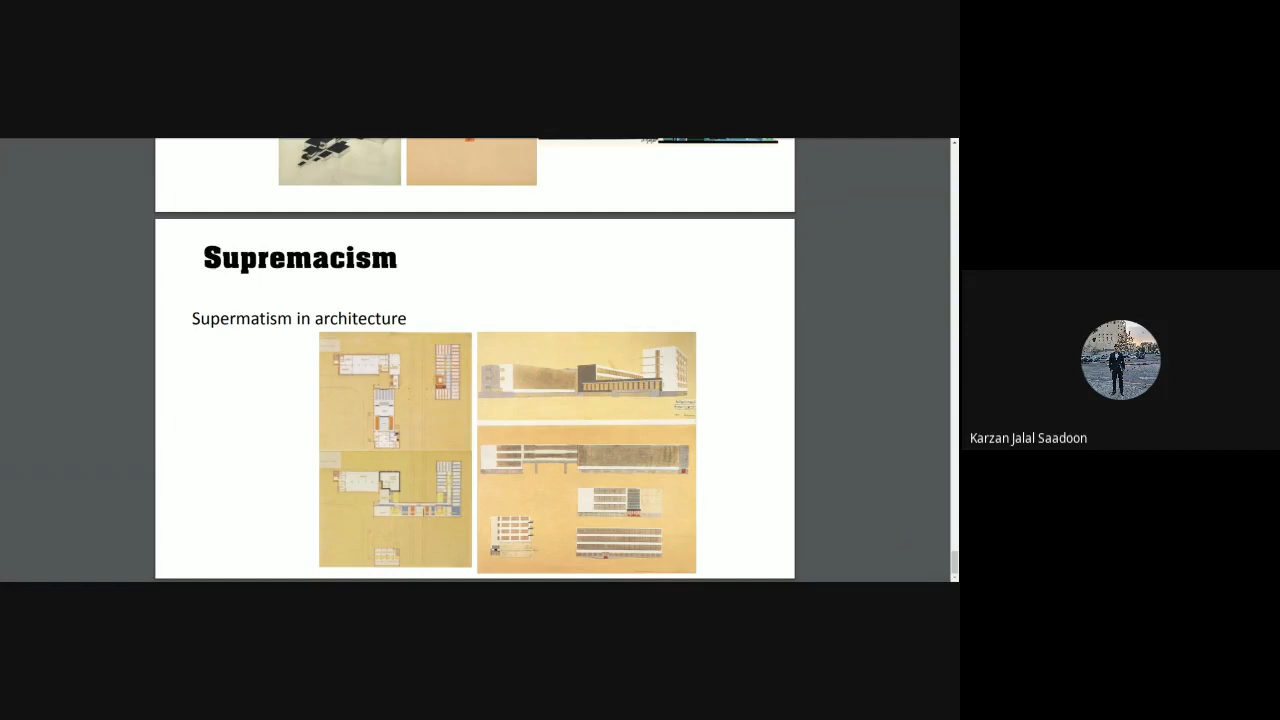 Supremacism
Supermatism in architecture
Karzan Jalal Saadoon